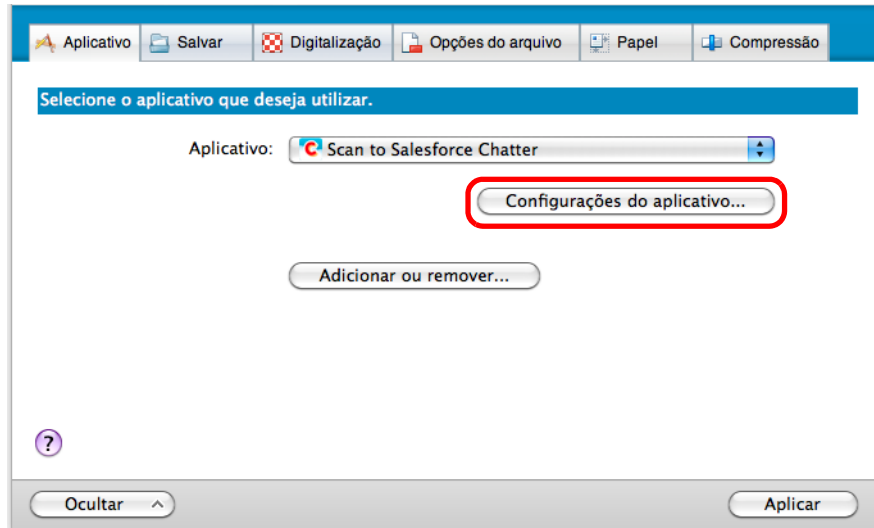 Aplicativo Salvar Digitalização Opções do arquivo Papel Compressão
Selecione o aplicativo que deseja utilizar.
Aplicativo: Scan to Salesforce Chatter
Configurações do aplicativo...
Adicionar ou remover...
?
Ocultar Aplicar